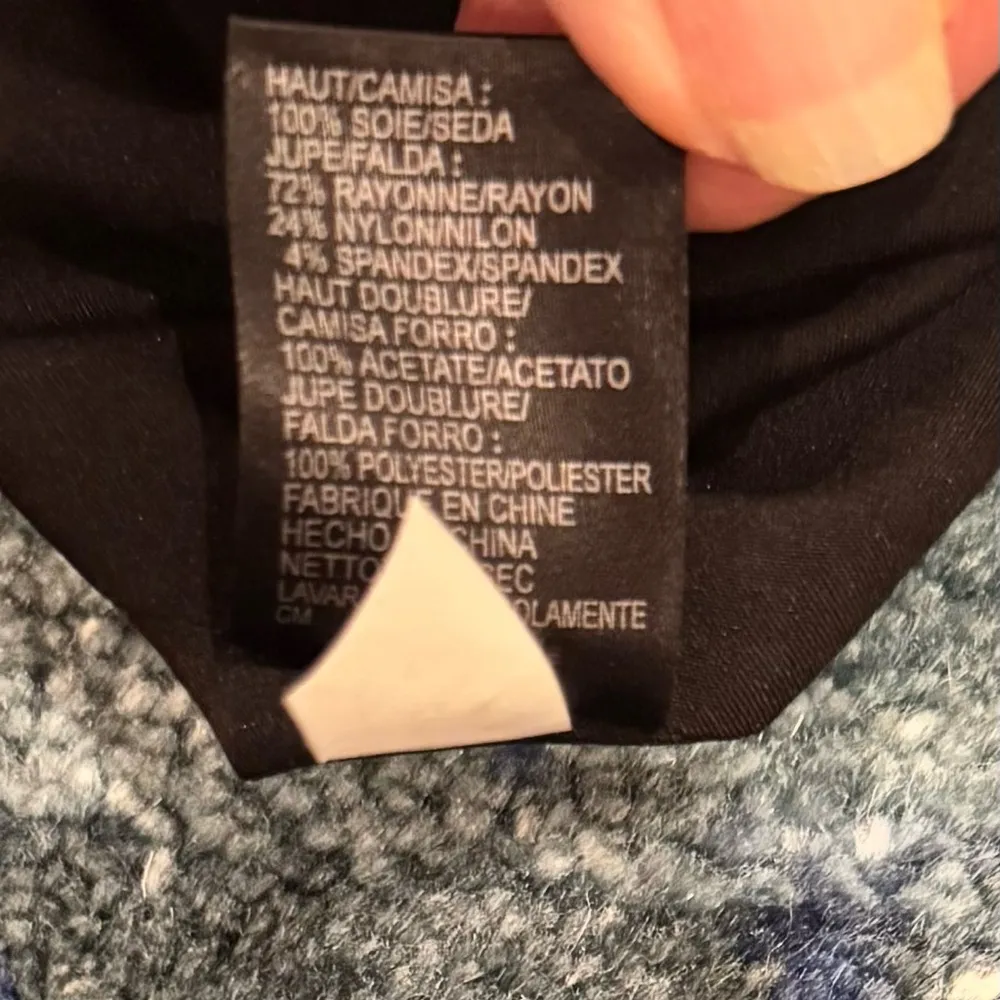 HAUT/CAMISA :
100% SOIE/SEDA
JUPE/FALDA :
72% RAYONNE/RAYON
24% NYLON/NILON
4% SPANDEX/SPANDEX
HAUT DOUBLURE/
CAMISA FORRO :
100% ACETATE/ACETATO
JUPE DOUBLURE/
FALDA FORRO :
100% POLYESTER/POLIESTER
FABRIQU EN CHINE
HECHO CHINA
NETTO SEC
LAVAR OLAMENTE
CM